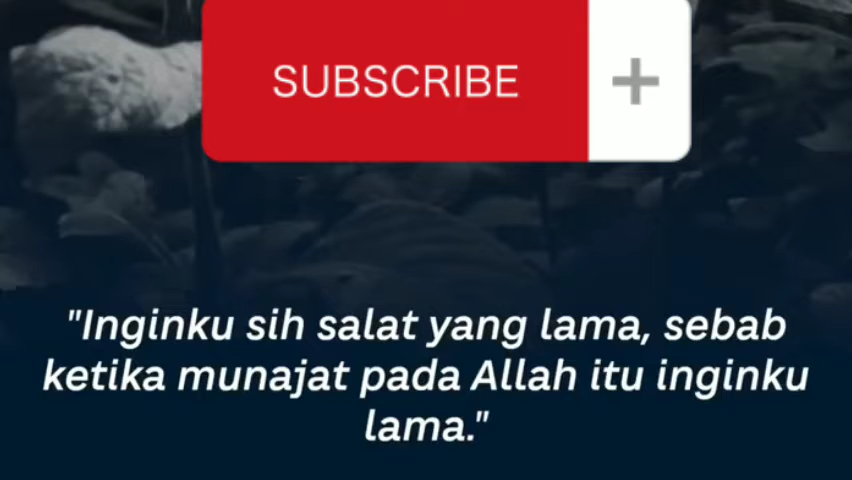 SUBSCRIBE +
"Inginku sih salat yang lama, sebab
ketika munajat pada Allah itu inginku
lama."